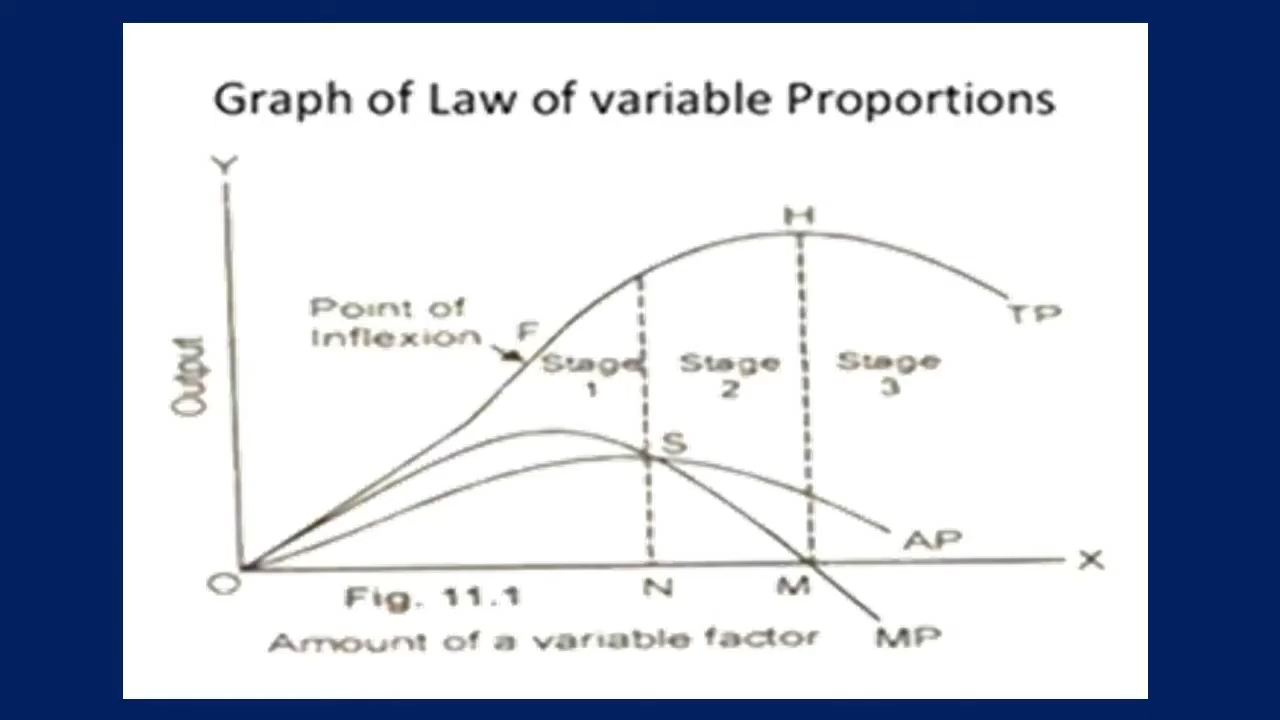 Graph of Law of variable Proportions
Y
H
Point of
Inflexion
F
TP
Output
Stage
1
Stage
2
Stage
3
S
AP
O
N
M
X
Fig. 11.1
Amount of a variable factor
MP